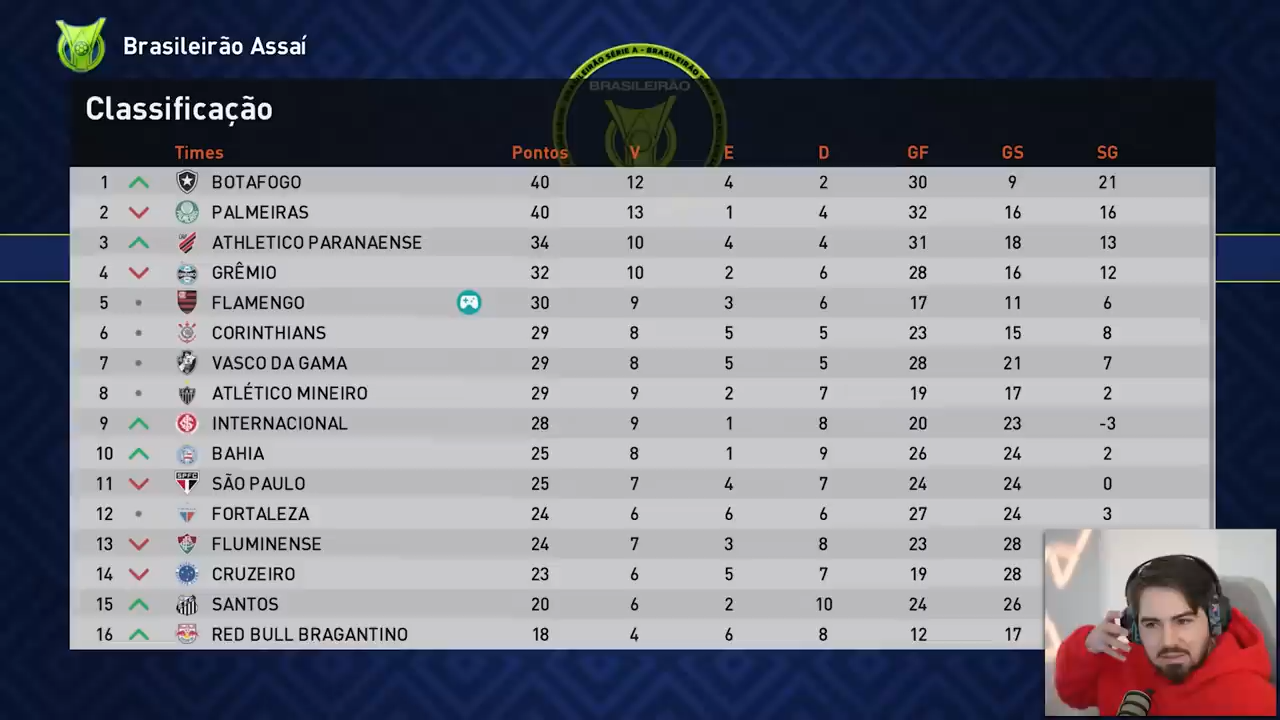 Brasileirão Assaí
BRASILEIRÃO SÉRIE A - BRASILEIRÃO
BRASILEIRÃO
Classificação
Times Pontos V E D GF GS SG
1 BOTAFOGO 40 12 4 2 30 9 21
2 PALMEIRAS 40 13 1 4 32 16 16
3 ATHLETICO PARANAENSE 34 10 4 4 31 18 13
4 GRÊMIO 32 10 2 6 28 16 12
5 FLAMENGO 30 9 3 6 17 11 6
6 CORINTHIANS 29 8 5 5 23 15 8
7 VASCO DA GAMA 29 8 5 5 28 21 7
8 ATLÉTICO MINEIRO 29 9 2 7 19 17 2
9 INTERNACIONAL 28 9 1 8 20 23 -3
10 BAHIA 25 8 1 9 26 24 2
11 SPFC SÃO PAULO 25 7 4 7 24 24 0
12 FORTALEZA 24 6 6 6 27 24 3
13 FLUMINENSE 24 7 3 8 23 28
14 CRUZEIRO 23 6 5 7 19 28
15 SANTOS 20 6 2 10 24 26
16 RED BULL BRAGANTINO 18 4 6 8 12 17